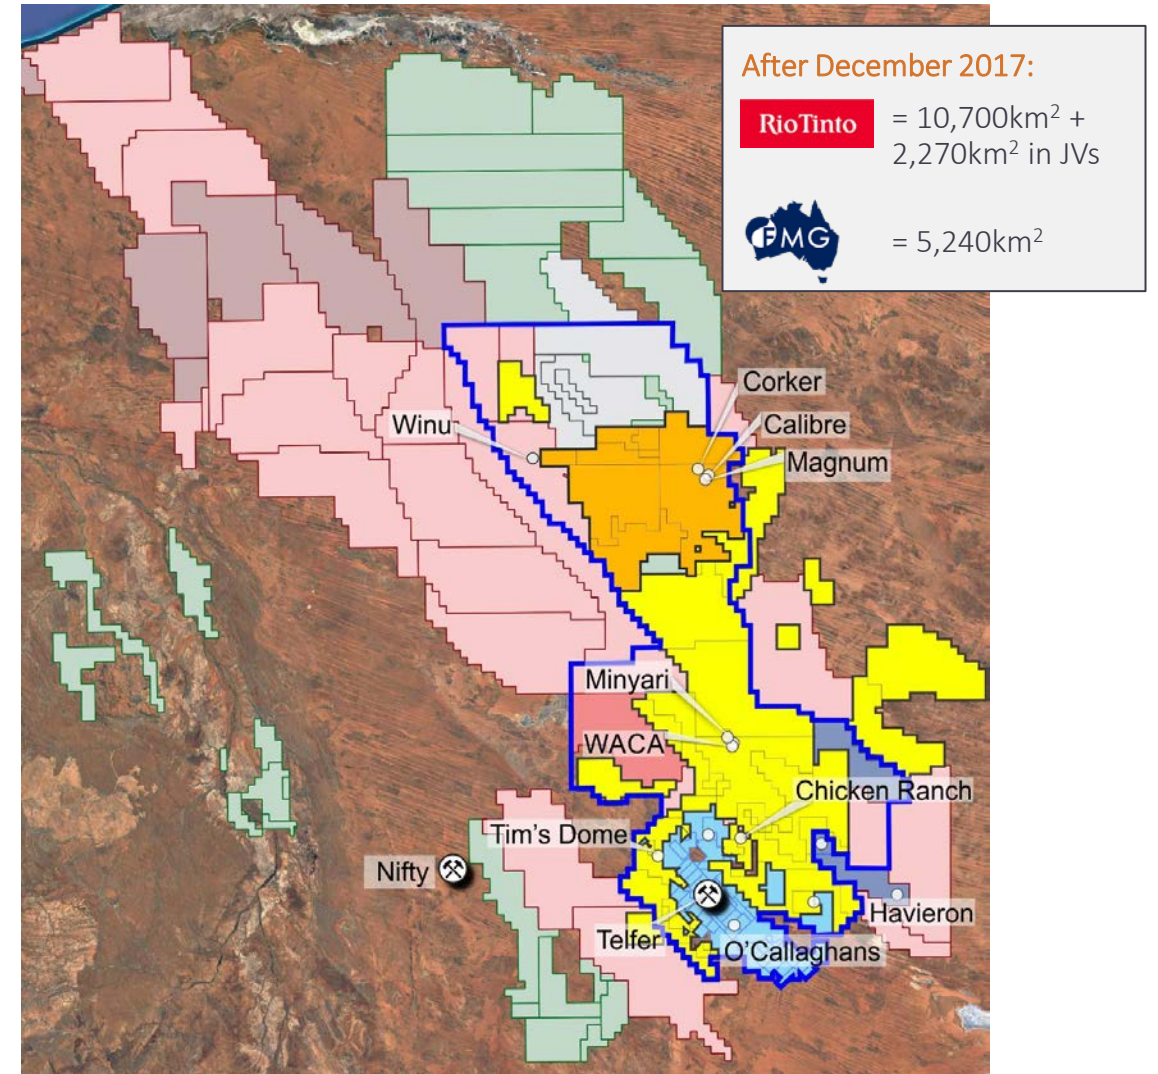 After December 2017:
RioTinto
= 10,700km² +
2,270km² in JVs
FMG
= 5,240km²
Corker
Calibre
Winu
Magnum
Minyari
WACA
Chicken Ranch
Tim's Dome
Nifty
Havieron
Telfer
O'Callaghans